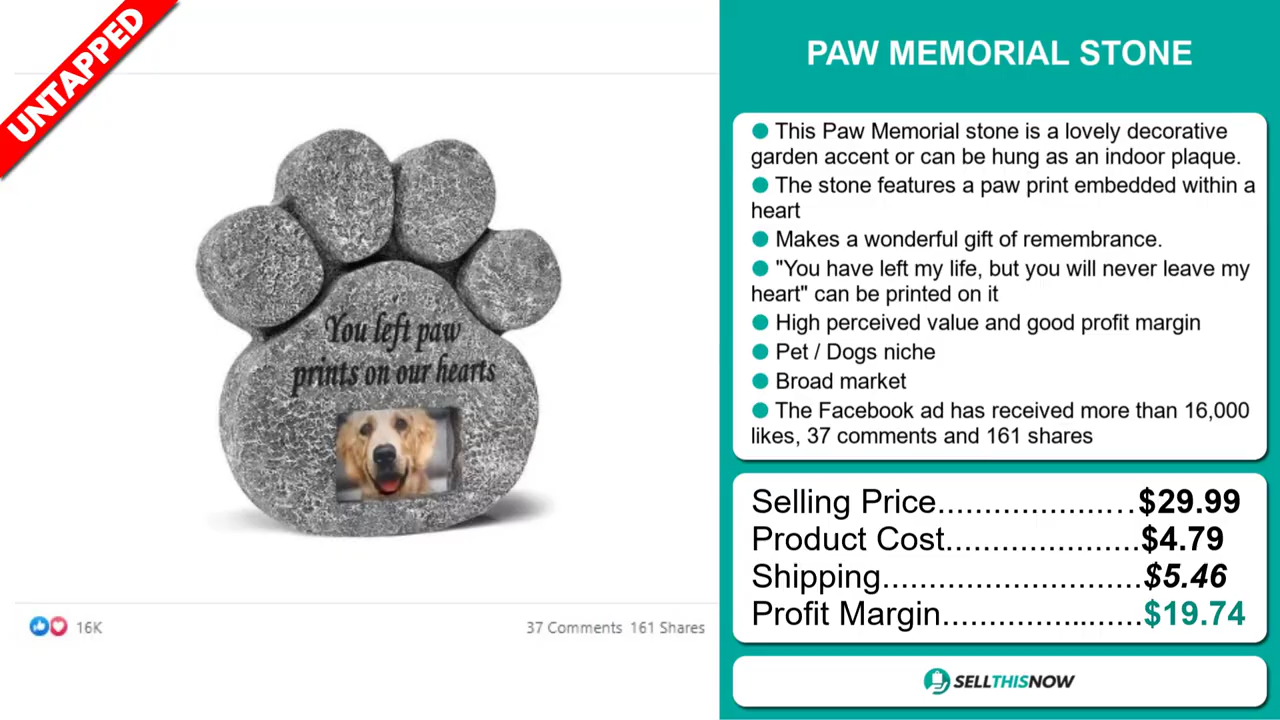 UNTAPPED
You left paw
prints on our hearts
16K
37 Comments 161 Shares
PAW MEMORIAL STONE
● This Paw Memorial stone is a lovely decorative
garden accent or can be hung as an indoor plaque.
● The stone features a paw print embedded within a
heart
● Makes a wonderful gift of remembrance.
● "You have left my life, but you will never leave my
heart" can be printed on it
● High perceived value and good profit margin
● Pet / Dogs niche
● Broad market
● The Facebook ad has received more than 16,000
likes, 37 comments and 161 shares
Selling Price......................$29.99
Product Cost......................$4.79
Shipping.............................$5.46
Profit Margin......................$19.74
SELLTHISNOW